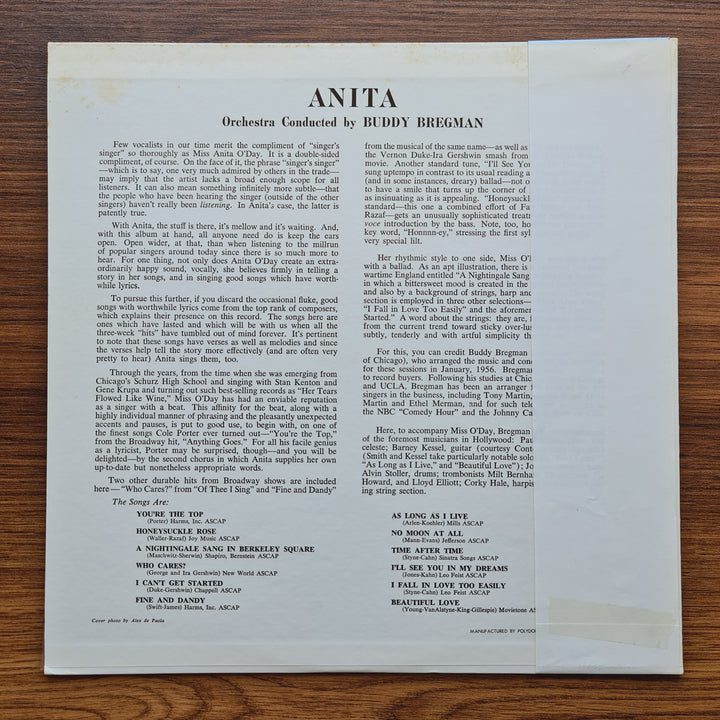 ANITA
Orchestra Conducted by BUDDY BREGMAN
Few vocalists in our time merit the compliment of “singer's
singer” so thoroughly as Miss Anita O'Day. It is a double-sided
compliment, of course. On the face of it, the phrase “singer's singer”
—which is to say, one very much admired by others in the trade—
may imply that the artist lacks a broad enough scope for all
listeners. It can also mean something infinitely more subtle—that
the people who have been hearing the singer (outside of the other
singers) haven't really been listening. In Anita's case, the latter is
patently true.
With Anita, the stuff is there, it's mellow and it's waiting. And,
with this album at hand, all anyone need do is keep the ears
open. Open wider, at that, than when listening to the millrun
of popular singers around today since there is so much more to
hear. For one thing, not only does Anita O'Day create an extra-
ordinarily happy sound, vocally, she believes firmly in telling a
story in her songs, and in singing good songs which have worth-
while lyrics.
To pursue this further, if you discard the occasional fluke, good
songs with worthwhile lyrics come from the top rank of composers,
which explains their presence on this record. The songs here are
ones which have lasted and which will be with us when all the
three-week “hits” have tumbled out of mind forever. It's pertinent
to note that these songs have verses as well as melodies and since
the verses help tell the story more effectively (and are often very
pretty to hear) Anita sings them, too.
Through the years, from the time when she was emerging from
Chicago's Schurz High School and singing with Stan Kenton and
Gene Krupa and turning out such best-selling records as “Her Tears
Flowed Like Wine,” Miss O'Day has had an enviable reputation
as a singer with a beat. This affinity for the beat, along with a
highly individual manner of phrasing and the pleasantly unexpected
accents and pauses, is put to good use, to begin with, on one of
the finest songs Cole Porter ever turned out—“You're the Top,”
from the Broadway hit, “Anything Goes.” For all his facile genius
as a lyricist, Porter may be surprised, though—and you will be
delighted—by the second chorus in which Anita supplies her own
up-to-date but nonetheless appropriate words.
Two other durable hits from Broadway shows are included
here—“Who Cares?” from “Of Thee I Sing” and “Fine and Dandy”
from the musical of the same name—as well as
the Vernon Duke-Ira Gershwin smash from
movie. Another standard tune, “I'll See You
sung uptempo in contrast to its usual reading a
(and in some instances, dreary) ballad—not o
to have a smile that turns up the corner of
as insinuating as it is appealing. “Honeysuckl
standard—this one a combined effort of Fa
Razaf—gets an unusually sophisticated treat
voce introduction by the bass. Note, too, ho
key word, “Honnnn-ey,” stressing the first syl
very special lilt.
Her rhythmic style to one side, Miss O'I
with a ballad. As an apt illustration, there is
wartime England entitled “A Nightingale Sang
in which a bittersweet mood is created in the
and also by a background of strings, harp and
section is employed in three other selections—
“I Fall in Love Too Easily” and the aforemen
Started.” A word about the strings: they are, i
from the current trend toward sticky over-lus
subtly, tenderly and with artful simplicity th
For this, you can credit Buddy Bregman
of Chicago), who arranged the music and cond
for these sessions in January, 1956. Bregman
to record buyers. Following his studies at Chic
and UCLA, Bregman has been an arranger f
singers in the business, including Tony Martin,
Martin and Ethel Merman, and for such tele
the NBC “Comedy Hour” and the Johnny Ca
Here, to accompany Miss O'Day, Bregman
of the foremost musicians in Hollywood: Pau
celeste; Barney Kessel, guitar (courtesy Cont
(Smith and Kessel take particularly notable solo
“As Long as I Live,” and “Beautiful Love”); Jo
Alvin Stoller, drums; trombonists Milt Bernh
Howard, and Lloyd Elliott; Corky Hale, harpis
ing string section.
The Songs Are:
YOU'RE THE TOP
(Porter) Harms, Inc. ASCAP
HONEYSUCKLE ROSE
(Waller-Razaf) Joy Music ASCAP
A NIGHTINGALE SANG IN BERKELEY SQUARE
(Maschwitz-Sherwin) Shapiro, Bernstein ASCAP
WHO CARES?
(George and Ira Gershwin) New World ASCAP
I CAN'T GET STARTED
(Duke-Gershwin) Chappell ASCAP
FINE AND DANDY
(Swift-James) Harms, Inc. ASCAP
AS LONG AS I LIVE
(Arlen-Koehler) Mills ASCAP
NO MOON AT ALL
(Mann-Evans) Jefferson ASCAP
TIME AFTER TIME
(Styne-Cahn) Sinatra Songs ASCAP
I'LL SEE YOU IN MY DREAMS
(Jones-Kahn) Leo Feist ASCAP
I FALL IN LOVE TOO EASILY
(Styne-Cahn) Leo Feist ASCAP
BEAUTIFUL LOVE
(Young-VanAlstyne-King-Gillespie) Movietone AS
Cover photo by Alex de Paola
MANUFACTURED BY POLYDO